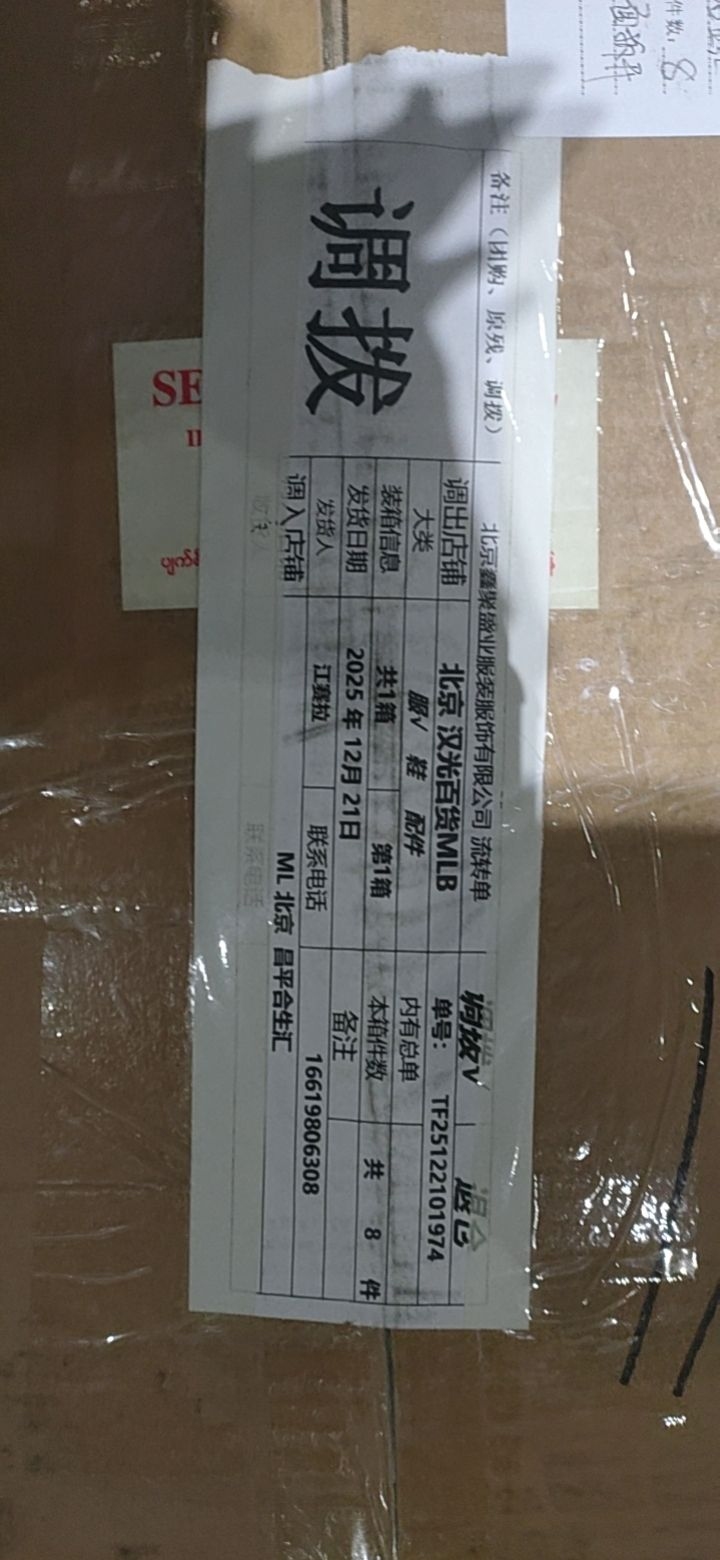 件数: 8
备注（团购、原残、调拨）
调拨
北京鑫聚盛业服装服饰有限公司 流转单
调拨√ 退仓
调出店铺 北京 汉光百货MLB 单号: TF25122101974
大类 服√ 鞋 配件 内有总单
装箱信息 共1箱 第1箱 本箱件数 共 8 件
发货日期 2025 年 12月 21日 备注
发货人 江赛拉 联系电话 16619806308
调入店铺 ML 北京 昌平合生汇
收货人 联系电话
SE